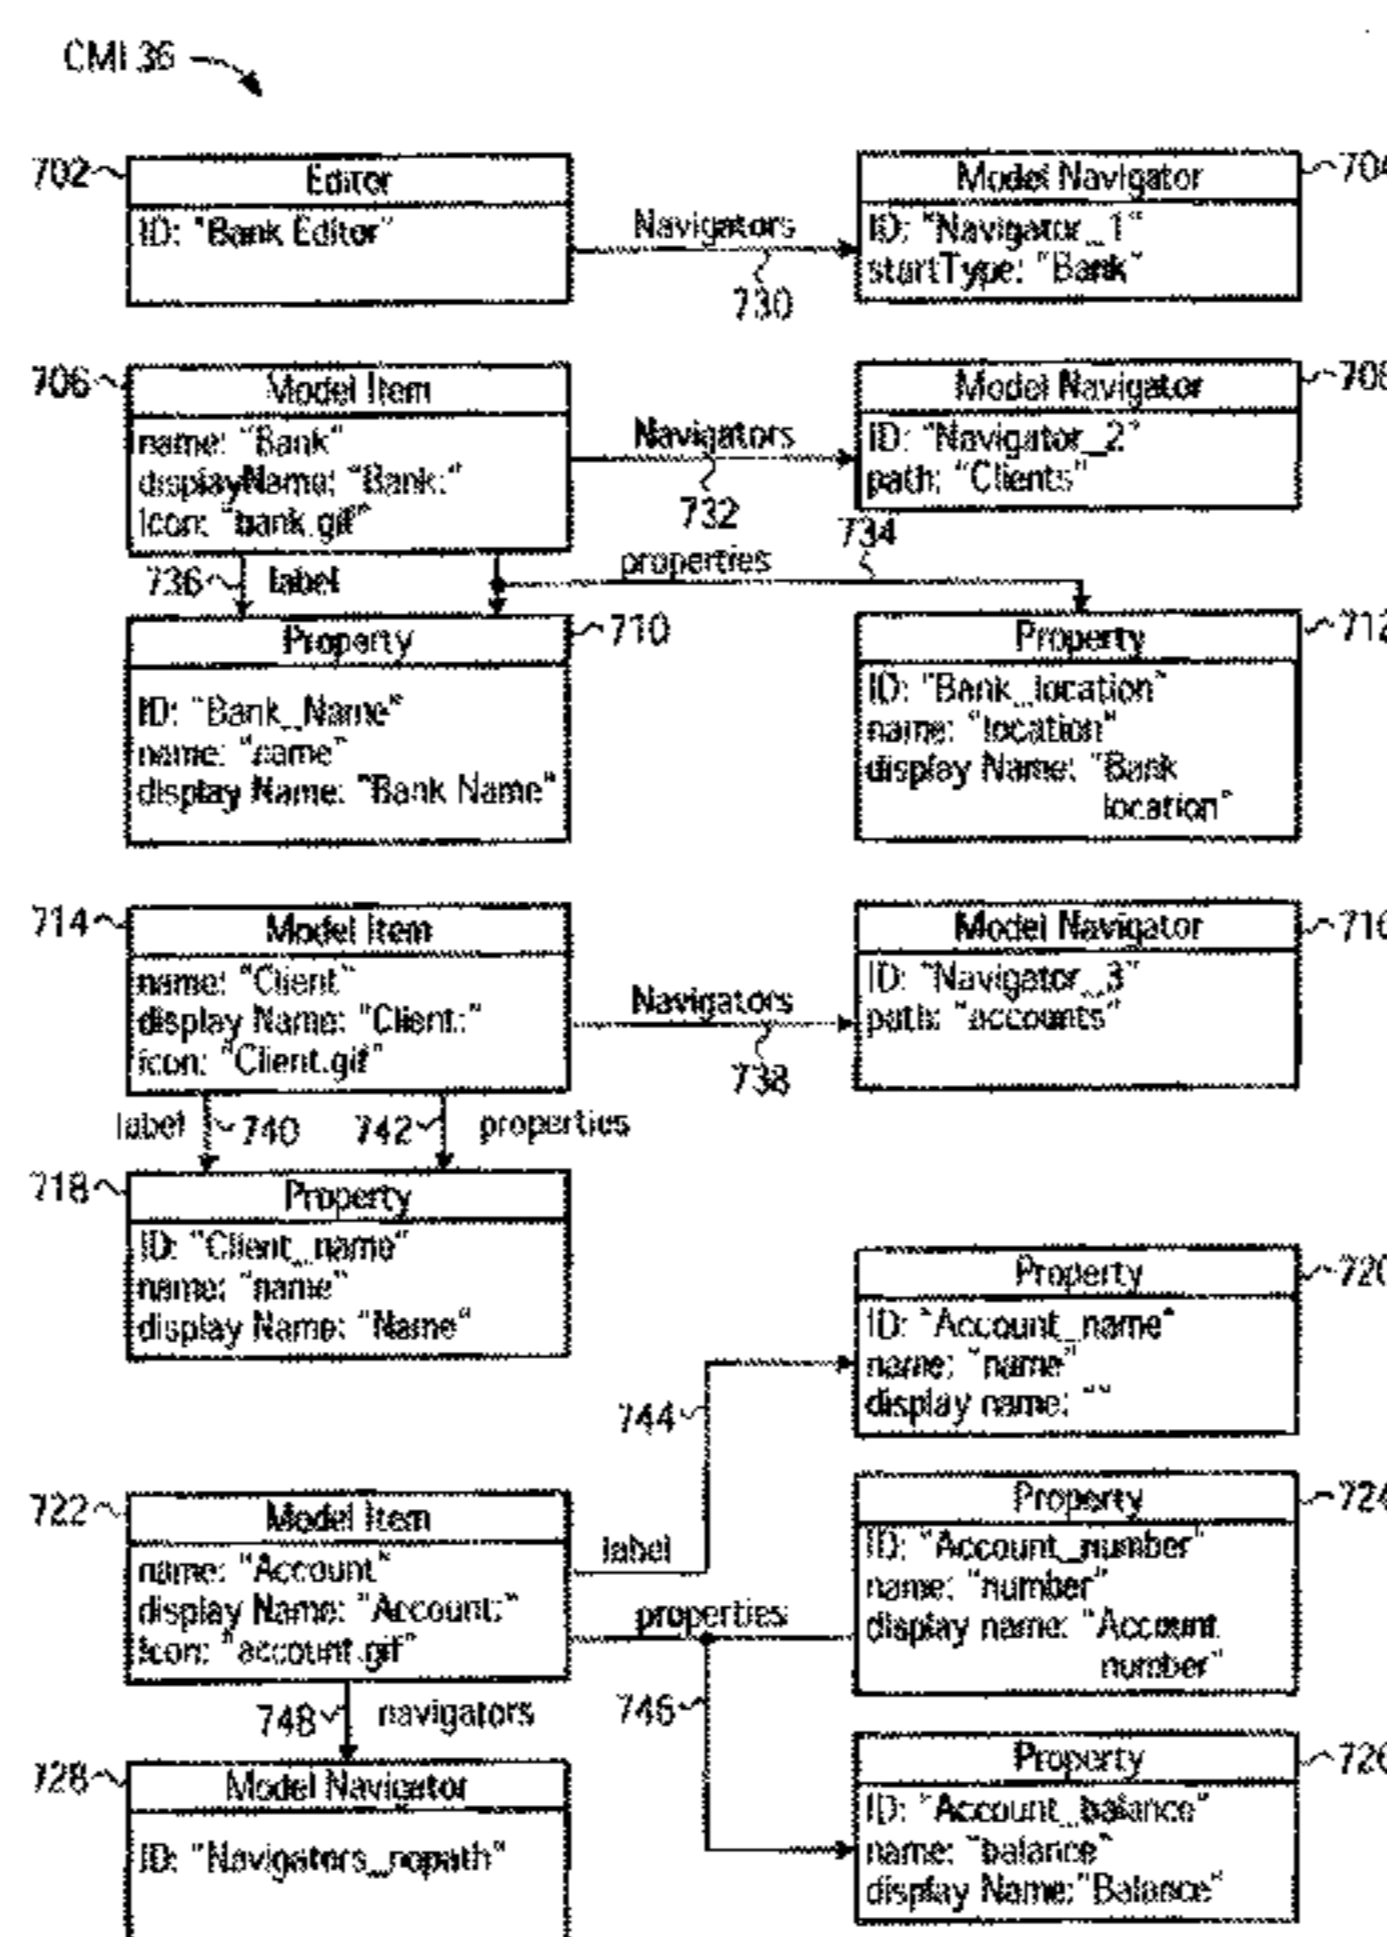 CMI 36
702
Editor
ID: "Bank Editor"
Navigators
730
Model Navigator
ID: "Navigator_1"
startType: "Bank"
706
Model Item
name: "Bank"
displayName: "Bank:"
Icon: "bank.gif"
Navigators
732
Model Navigator
708
ID: "Navigator_2"
path: "Clients"
734
736
label
properties
Property
710
ID: "Bank_Name"
name: "name"
display Name: "Bank Name"
Property
712
ID: "Bank_location"
name: "location"
display Name: "Bank
location"
714
Model Item
name: "Client"
display Name: "Client:"
icon: "Client.gif"
Navigators
738
Model Navigator
716
ID: "Navigator_3"
path: "accounts"
label
740
742
properties
718
Property
ID: "Client_name"
name: "name"
display Name: "Name"
Property
720
ID: "Account_name"
name: "name"
display name: ""
744
722
Model Item
name: "Account"
display Name: "Account:"
Icon: "account.gif"
label
properties
746
Property
724
ID: "Account_number"
name: "number"
display name: "Account
number"
748
navigators
728
Model Navigator
ID: "Navigators_nopath"
Property
726
ID: "Account_balance"
name: "balance"
display Name:"Balance"